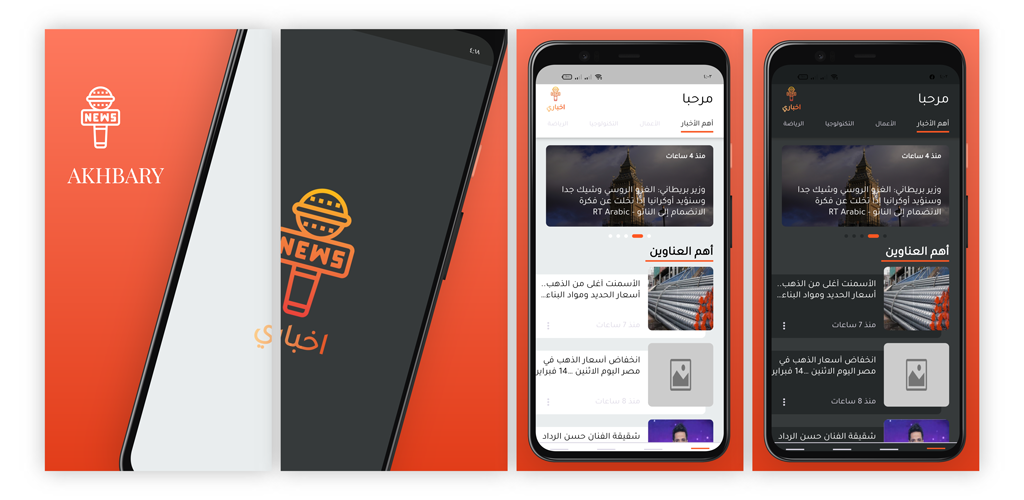 NEWS
AKHBARY
٤:١٨
NEWS
اخباري
٤:٠٣
مرحبا
اخباري
أهم الأخبار
الأعمال
التكنولوجيا
الرياضة
منذ 4 ساعات
وزير بريطاني: الغزو الروسي وشيك جدا
وسنؤيد أوكرانيا إذا تخلت عن فكرة
الانضمام إلى الناتو - RT Arabic
أهم العناوين
الأسمنت أغلى من الذهب..
أسعار الحديد ومواد البناء...
منذ 7 ساعات
انخفاض أسعار الذهب في
مصر اليوم الاثنين ...14 فبراير
منذ 8 ساعات
شقيقة الفنان حسن الرداد
مرحبا
اخباري
أهم الأخبار
الأعمال
التكنولوجيا
الرياضة
منذ 4 ساعات
وزير بريطاني: الغزو الروسي وشيك جدا
وسنؤيد أوكرانيا إذا تخلت عن فكرة
الانضمام إلى الناتو - RT Arabic
أهم العناوين
الأسمنت أغلى من الذهب..
أسعار الحديد ومواد البناء...
منذ 7 ساعات
انخفاض أسعار الذهب في
مصر اليوم الاثنين ...14 فبراير
منذ 8 ساعات
شقيقة الفنان حسن الرداد